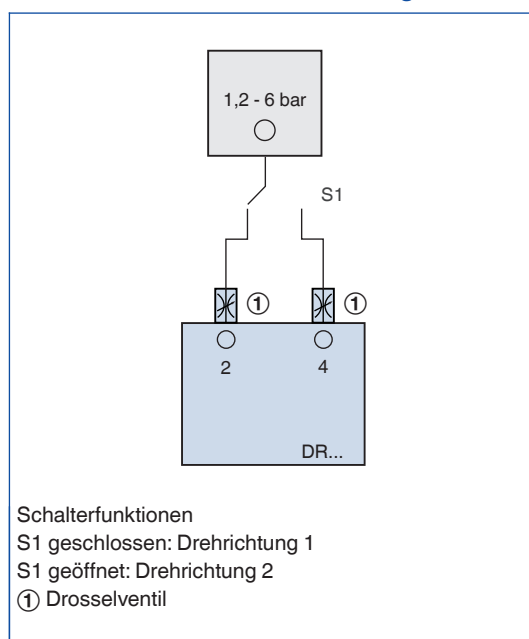 1,2 - 6 bar
S1
① ①
2 4
DR...
Schalterfunktionen
S1 geschlossen: Drehrichtung 1
S1 geöffnet: Drehrichtung 2
① Drosselventil